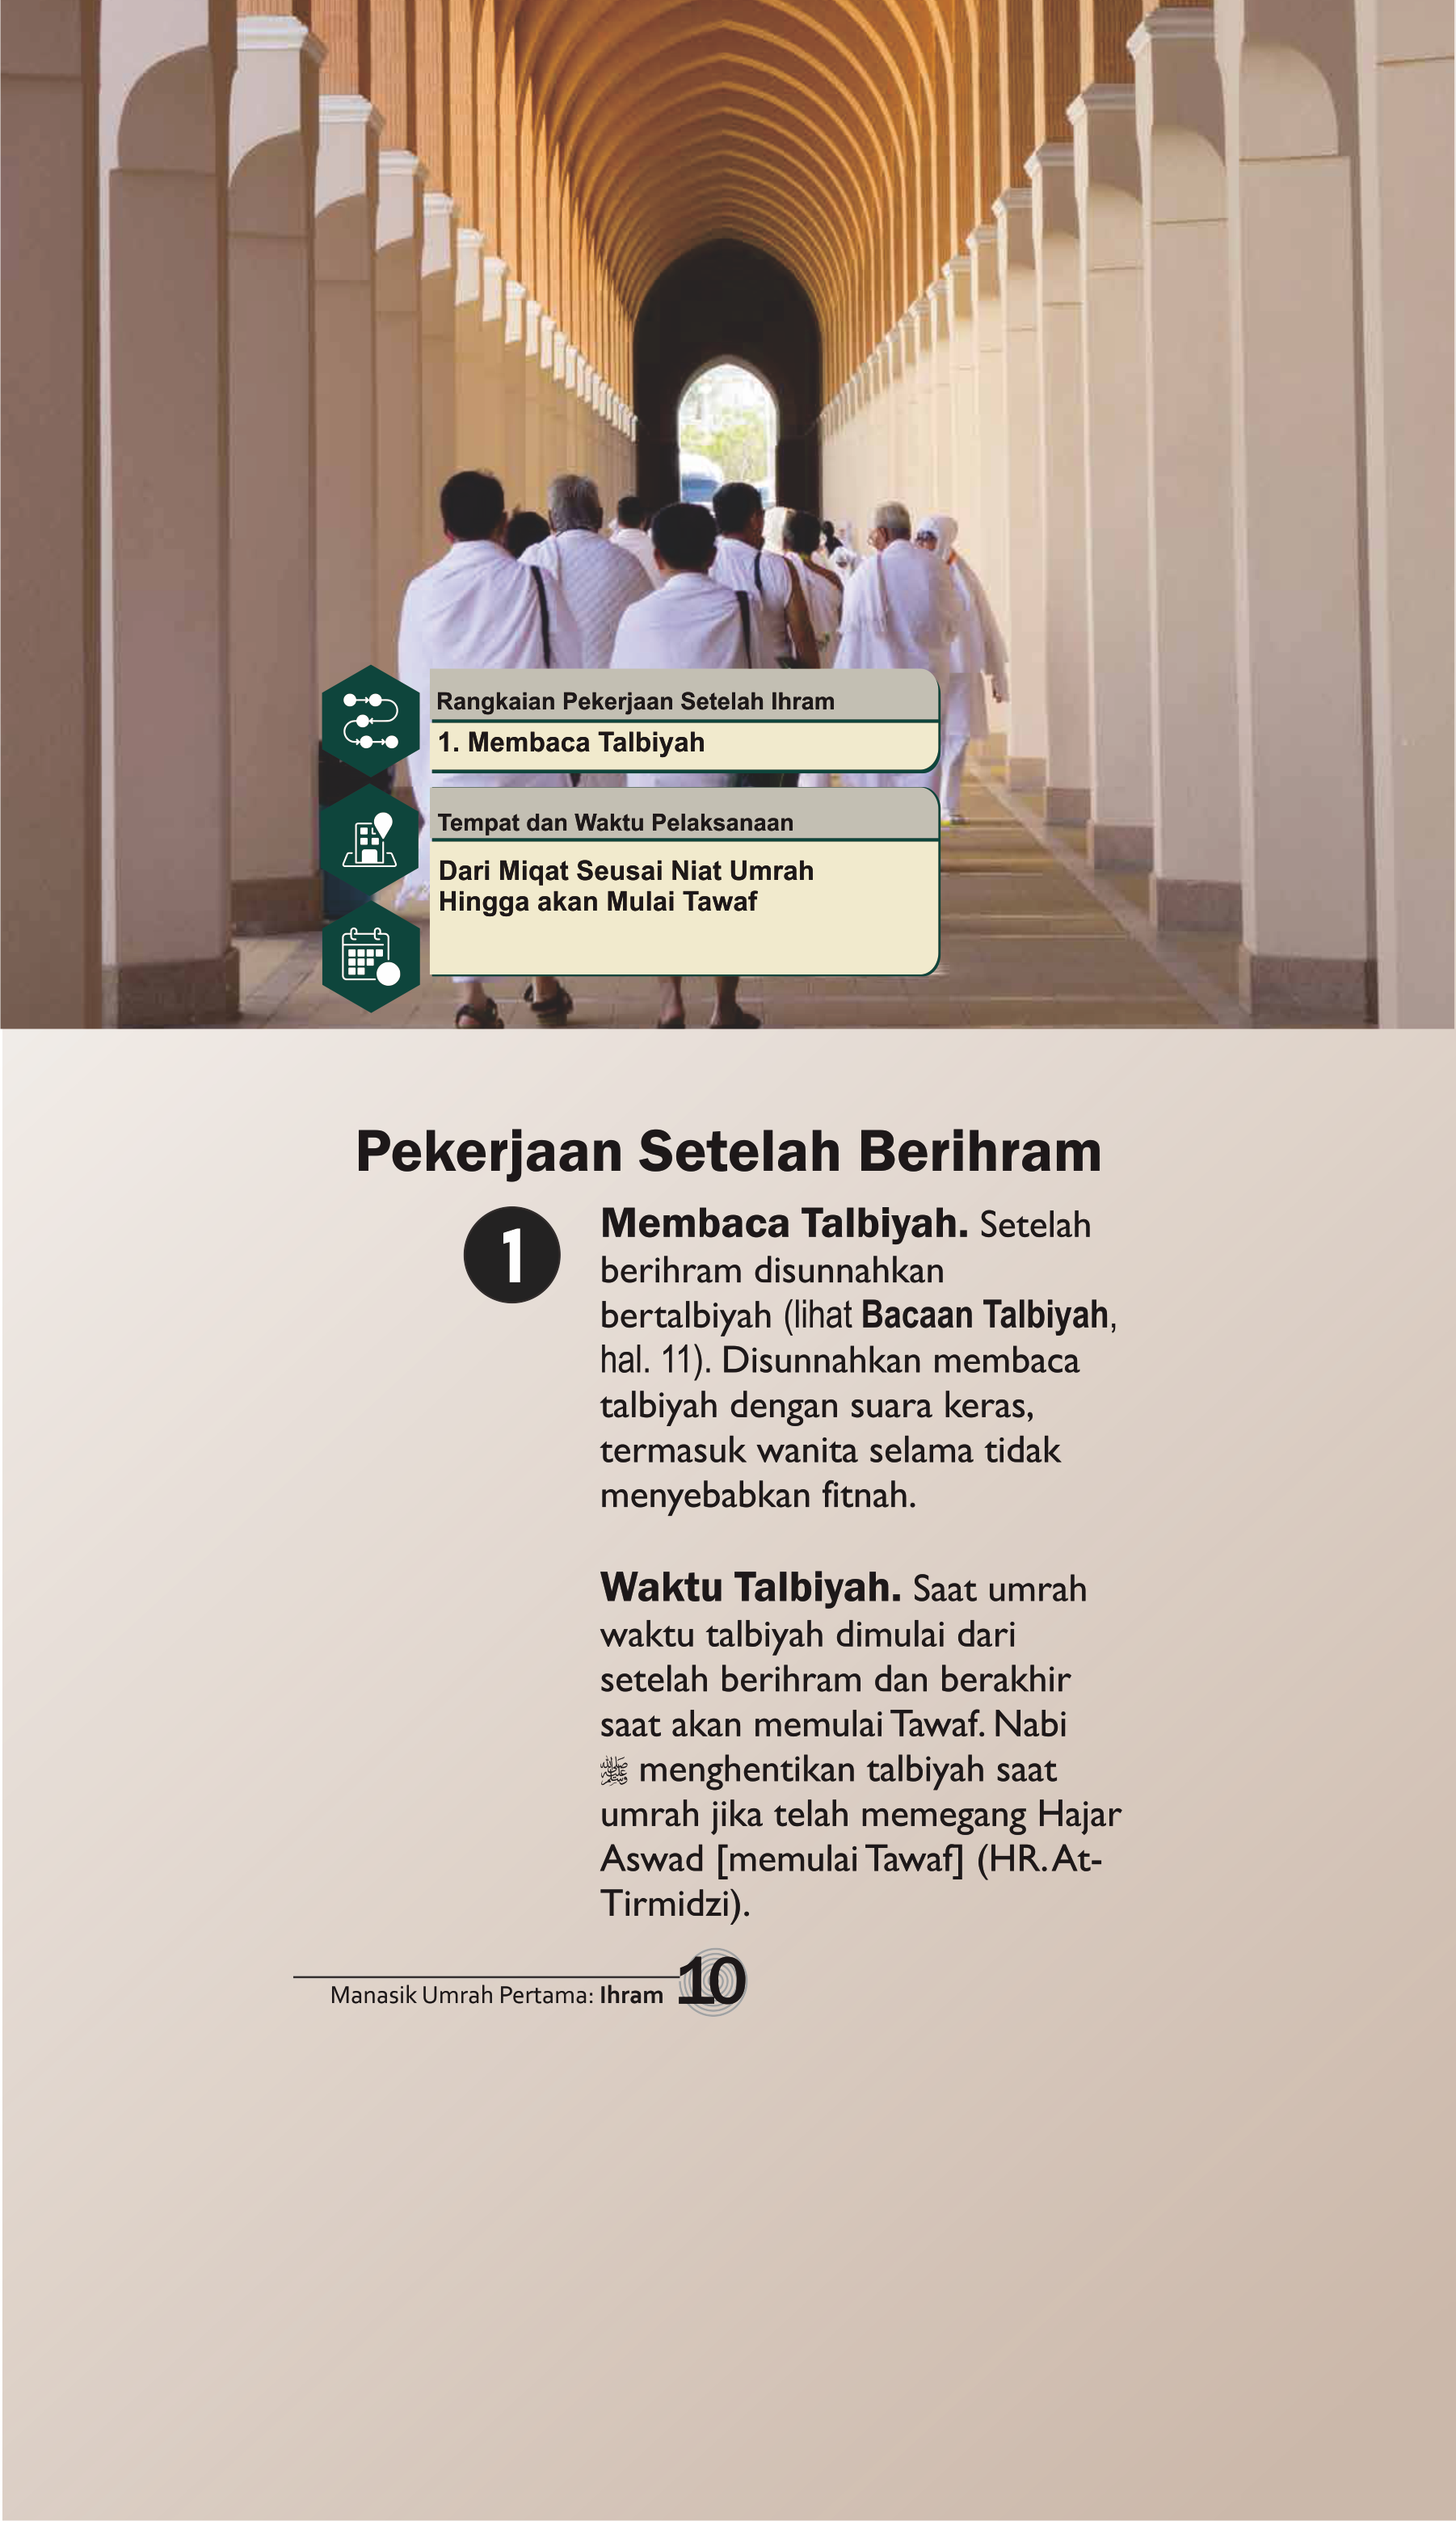 Rangkaian Pekerjaan Setelah Ihram
1. Membaca Talbiyah
Tempat dan Waktu Pelaksanaan
Dari Miqat Seusai Niat Umrah
Hingga akan Mulai Tawaf
Pekerjaan Setelah Berihram
1
Membaca Talbiyah. Setelah
berihram disunnahkan
bertalbiyah (lihat Bacaan Talbiyah,
hal. 11). Disunnahkan membaca
talbiyah dengan suara keras,
termasuk wanita selama tidak
menyebabkan fitnah.
Waktu Talbiyah. Saat umrah
waktu talbiyah dimulai dari
setelah berihram dan berakhir
saat akan memulai Tawaf. Nabi
ﷺ menghentikan talbiyah saat
umrah jika telah memegang Hajar
Aswad [memulai Tawaf] (HR. At-
Tirmidzi).
Manasik Umrah Pertama: Ihram 10